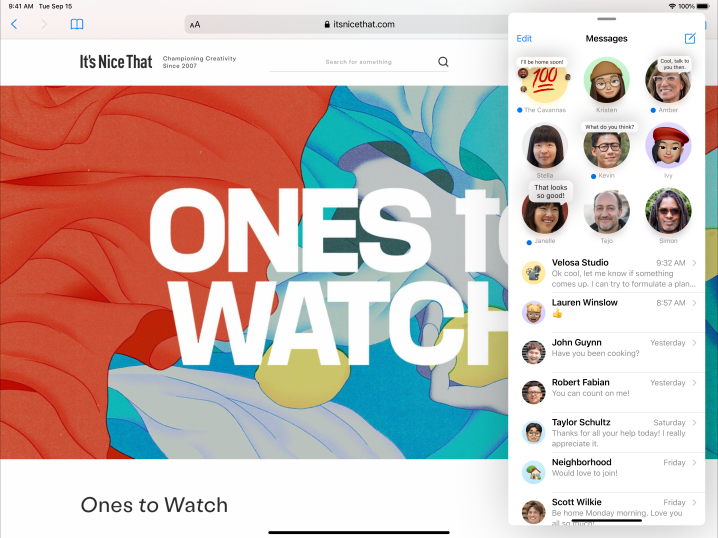 9:41 AM Tue Sep 15
100%
AA
itsnicethat.com
It's Nice That
Championing Creativity
Since 2007
Search for something
ONES to
WATCH
Ones to Watch
Edit
Messages
I'll be home soon!
Cool, talk to
you then.
The Cavannas
Kristen
Amber
What do you think?
Stella
Kevin
Ivy
That looks
so good!
Janelle
Tejo
Simon
Velosa Studio
9:32 AM
Ok cool, let me know if something
comes up. I can try to formulate a plan...
Lauren Winslow
8:57 AM
👍
John Guynn
Yesterday
Have you been cooking?
Robert Fabian
Yesterday
You can count on me!
Taylor Schultz
Saturday
Thanks for all your help today! I really
appreciate it.
Neighborhood
Friday
Would love to join!
Scott Wilkie
Friday
Be home Monday morning. Love you
all so much!